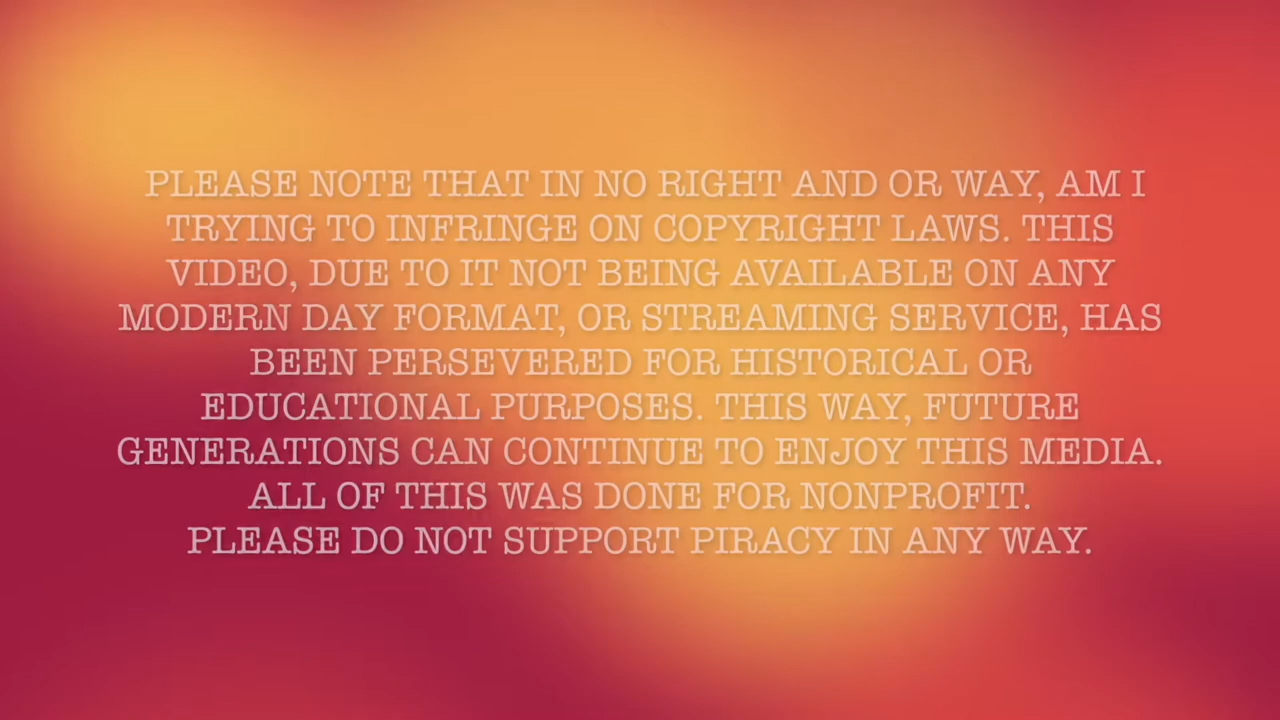 PLEASE NOTE THAT IN NO RIGHT AND OR WAY, AM I
TRYING TO INFRINGE ON COPYRIGHT LAWS. THIS
VIDEO, DUE TO IT NOT BEING AVAILABLE ON ANY
MODERN DAY FORMAT, OR STREAMING SERVICE, HAS
BEEN PERSEVERED FOR HISTORICAL OR
EDUCATIONAL PURPOSES. THIS WAY, FUTURE
GENERATIONS CAN CONTINUE TO ENJOY THIS MEDIA.
ALL OF THIS WAS DONE FOR NONPROFIT.
PLEASE DO NOT SUPPORT PIRACY IN ANY WAY.